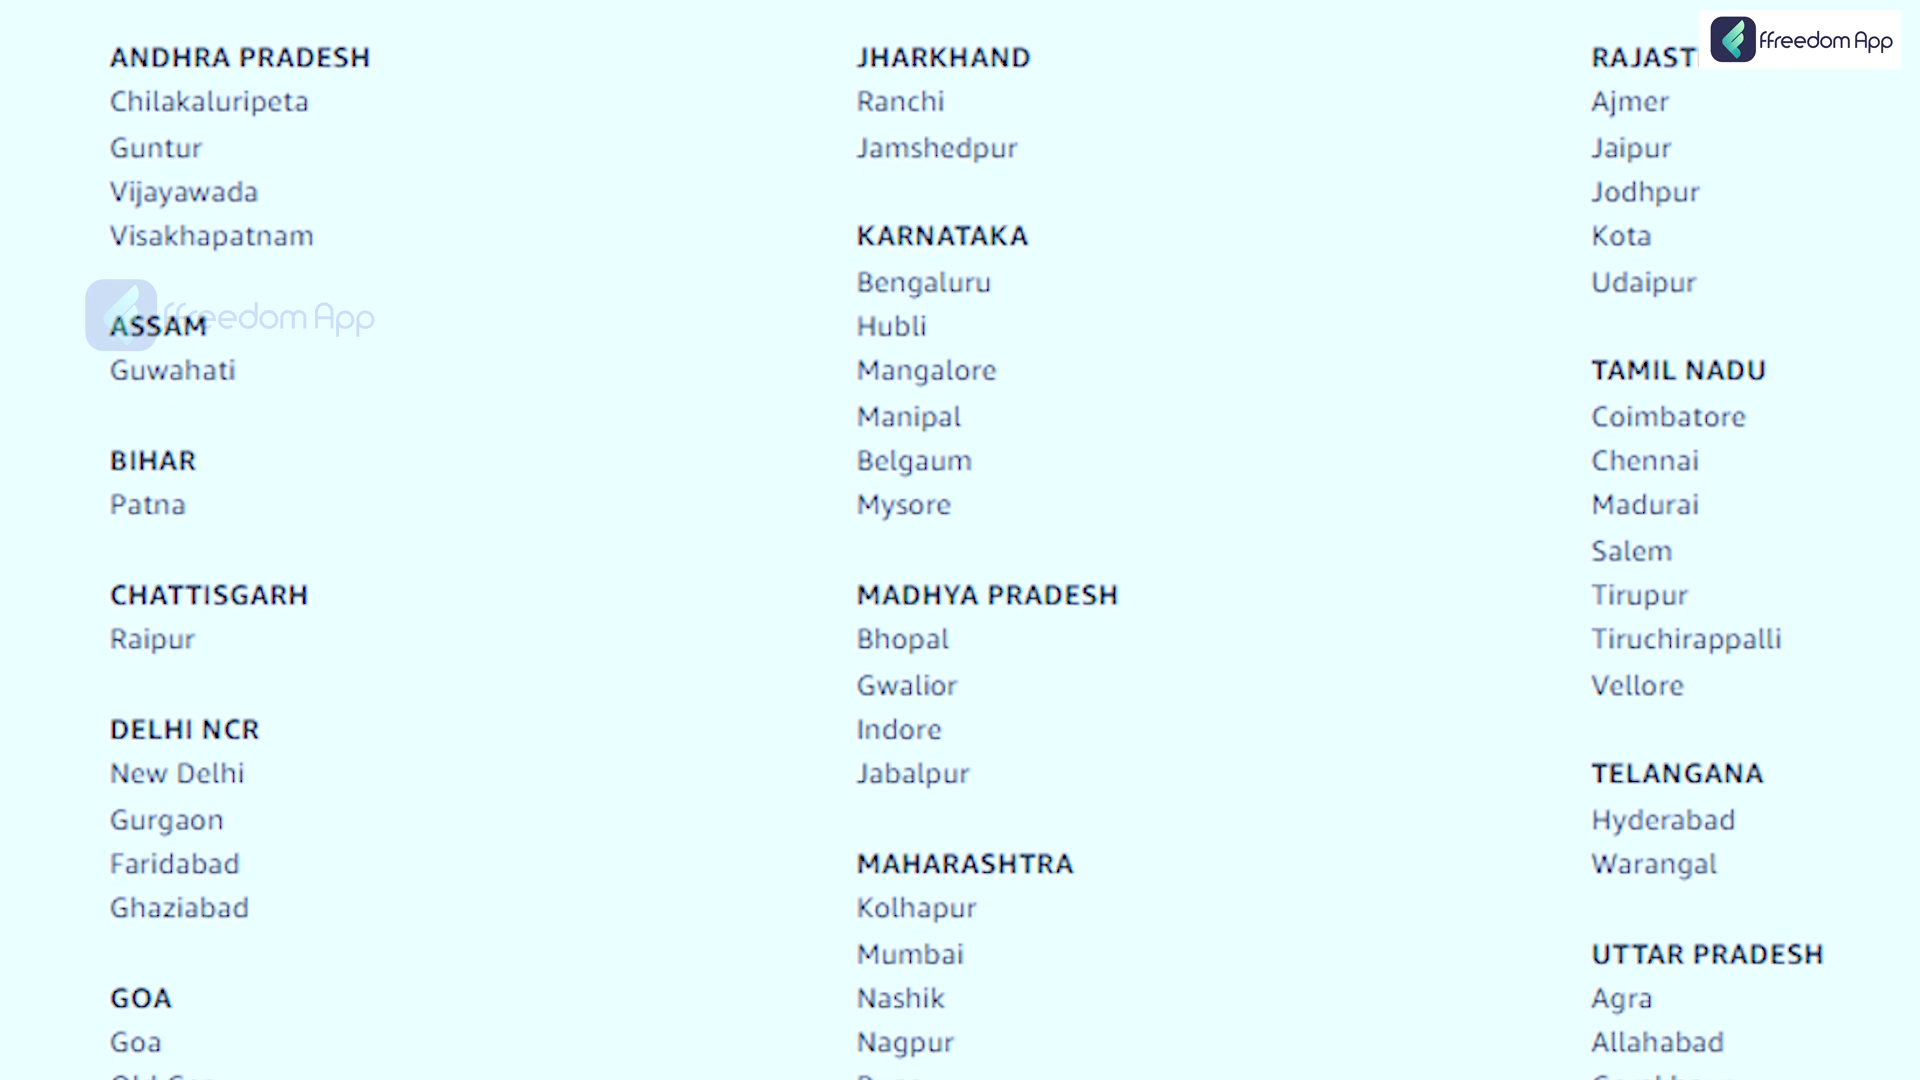 ANDHRA PRADESH
Chilakaluripeta
Guntur
Vijayawada
Visakhapatnam
ffreedom App
ASSAM
Guwahati
BIHAR
Patna
CHATTISGARH
Raipur
DELHI NCR
New Delhi
Gurgaon
Faridabad
Ghaziabad
GOA
Goa
JHARKHAND
Ranchi
Jamshedpur
KARNATAKA
Bengaluru
Hubli
Mangalore
Manipal
Belgaum
Mysore
MADHYA PRADESH
Bhopal
Gwalior
Indore
Jabalpur
MAHARASHTRA
Kolhapur
Mumbai
Nashik
Nagpur
ffreedom App
Ajmer
Jaipur
Jodhpur
Kota
Udaipur
TAMIL NADU
Coimbatore
Chennai
Madurai
Salem
Tirupur
Tiruchirappalli
Vellore
TELANGANA
Hyderabad
Warangal
UTTAR PRADESH
Agra
Allahabad